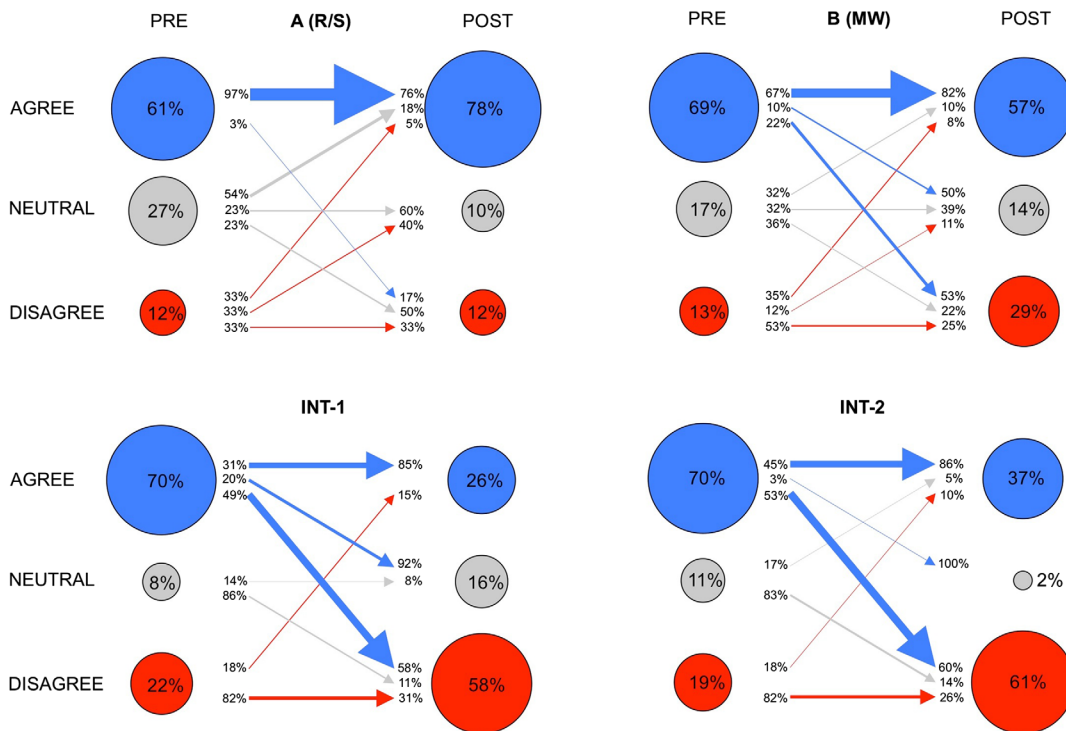 PRE A (R/S) POST PRE B (MW) POST
AGREE 61% 97% 76% 78% 69% 67% 82% 57%
18% 10% 10%
3% 5% 22% 8%
54% 32% 50%
NEUTRAL 27% 23% 60% 10% 17% 32% 39% 14%
23% 40% 36% 11%
33% 17% 35% 53%
DISAGREE 12% 33% 50% 12% 13% 12% 22% 29%
33% 33% 53% 25%
INT-1 INT-2
31% 85% 45% 86%
AGREE 70% 20% 26% 70% 3% 5% 37%
49% 15% 53% 10%
92% 17% 100%
NEUTRAL 8% 14% 8% 16% 11% 2%
86% 83%
18% 58% 18% 60%
DISAGREE 22% 11% 58% 19% 14% 61%
82% 31% 82% 26%